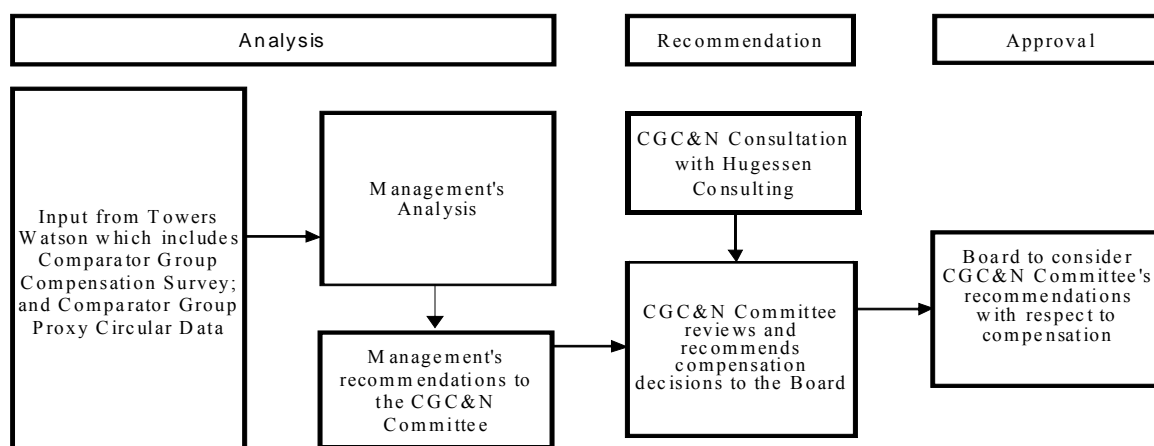 Analysis
Recommendation
Approval
Input from Towers
Watson which includes
Comparator Group
Compensation Survey;
and Comparator Group
Proxy Circular Data
Management's
Analysis
Management's
recommendations to
the CGC&N
Committee
CGC&N Consultation
with Hugessen
Consulting
CGC&N Committee
reviews and
recommends
compensation
decisions to the Board
Board to consider
CGC&N Committee's
recommendations
with respect to
compensation